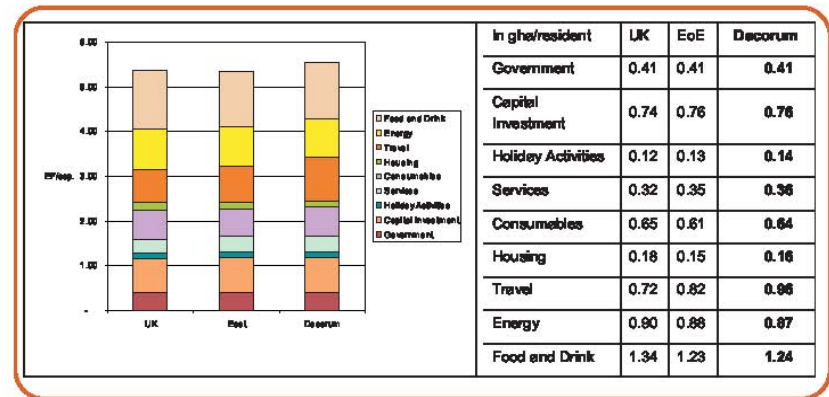 6.00
5.00
4.00
EF/cap. 3.00
2.00
1.00
-
UK
EoE
Dacorum
Food and Drink
Energy
Travel
Housing
Consumables
Services
Holiday Activities
Capital Investment
Government
In gha/resident UK EoE Dacorum
Government 0.41 0.41 0.41
Capital
Investment 0.74 0.76 0.76
Holiday Activities 0.12 0.13 0.14
Services 0.32 0.35 0.36
Consumables 0.65 0.61 0.64
Housing 0.18 0.15 0.16
Travel 0.72 0.82 0.96
Energy 0.90 0.88 0.87
Food and Drink 1.34 1.23 1.24